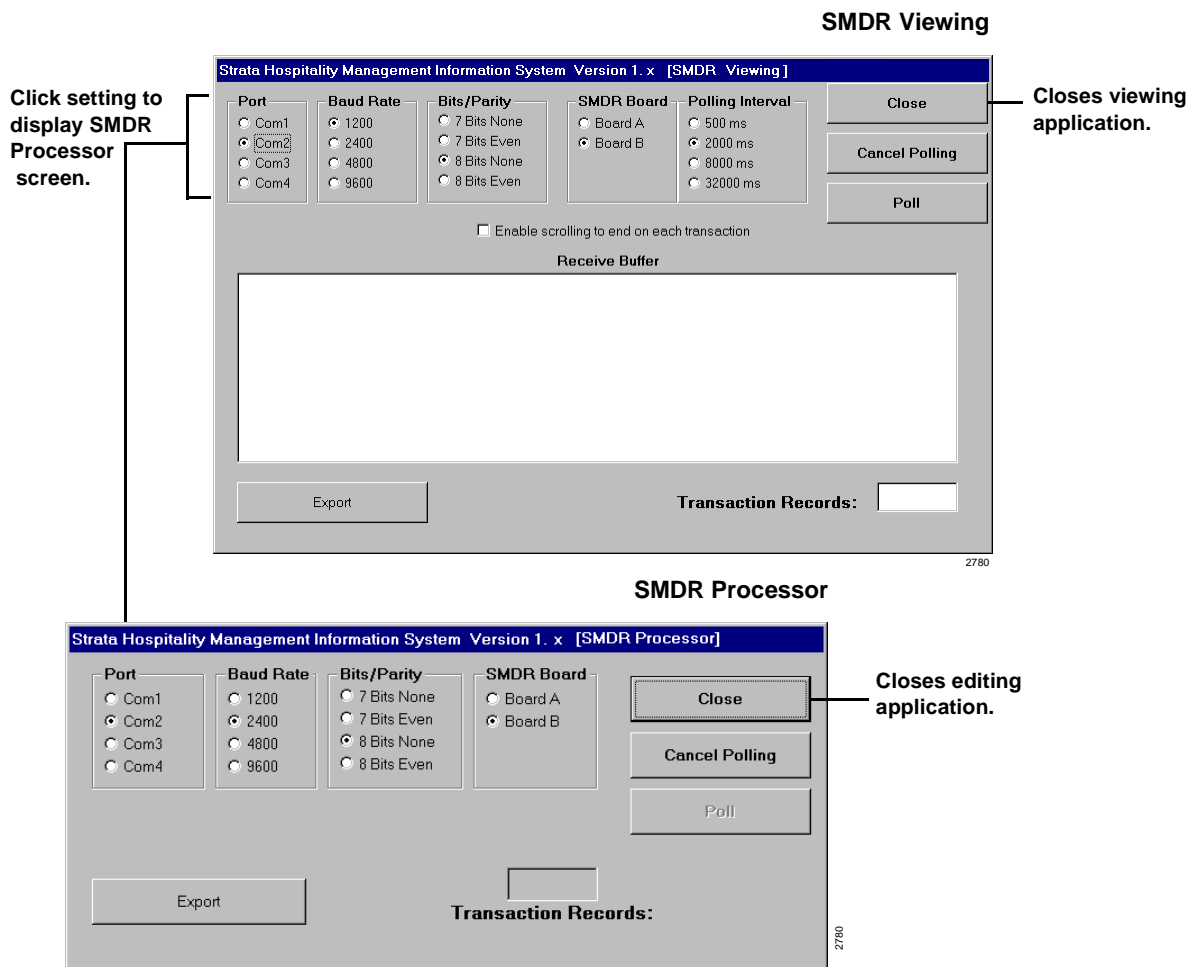 SMDR Viewing
Strata Hospitality Management Information System Version 1. x [SMDR Viewing]
Click setting to
display SMDR
Processor
screen.
Port
Com1
Com2
Com3
Com4
Baud Rate
1200
2400
4800
9600
Bits/Parity
7 Bits None
7 Bits Even
8 Bits None
8 Bits Even
SMDR Board
Board A
Board B
Polling Interval
500 ms
2000 ms
8000 ms
32000 ms
Close
Cancel Polling
Poll
Closes viewing
application.
Enable scrolling to end on each transaction
Receive Buffer
Export
Transaction Records:
2780
SMDR Processor
Strata Hospitality Management Information System Version 1. x [SMDR Processor]
Port
Com1
Com2
Com3
Com4
Baud Rate
1200
2400
4800
9600
Bits/Parity
7 Bits None
7 Bits Even
8 Bits None
8 Bits Even
SMDR Board
Board A
Board B
Close
Cancel Polling
Poll
Closes editing
application.
Export
Transaction Records:
2780